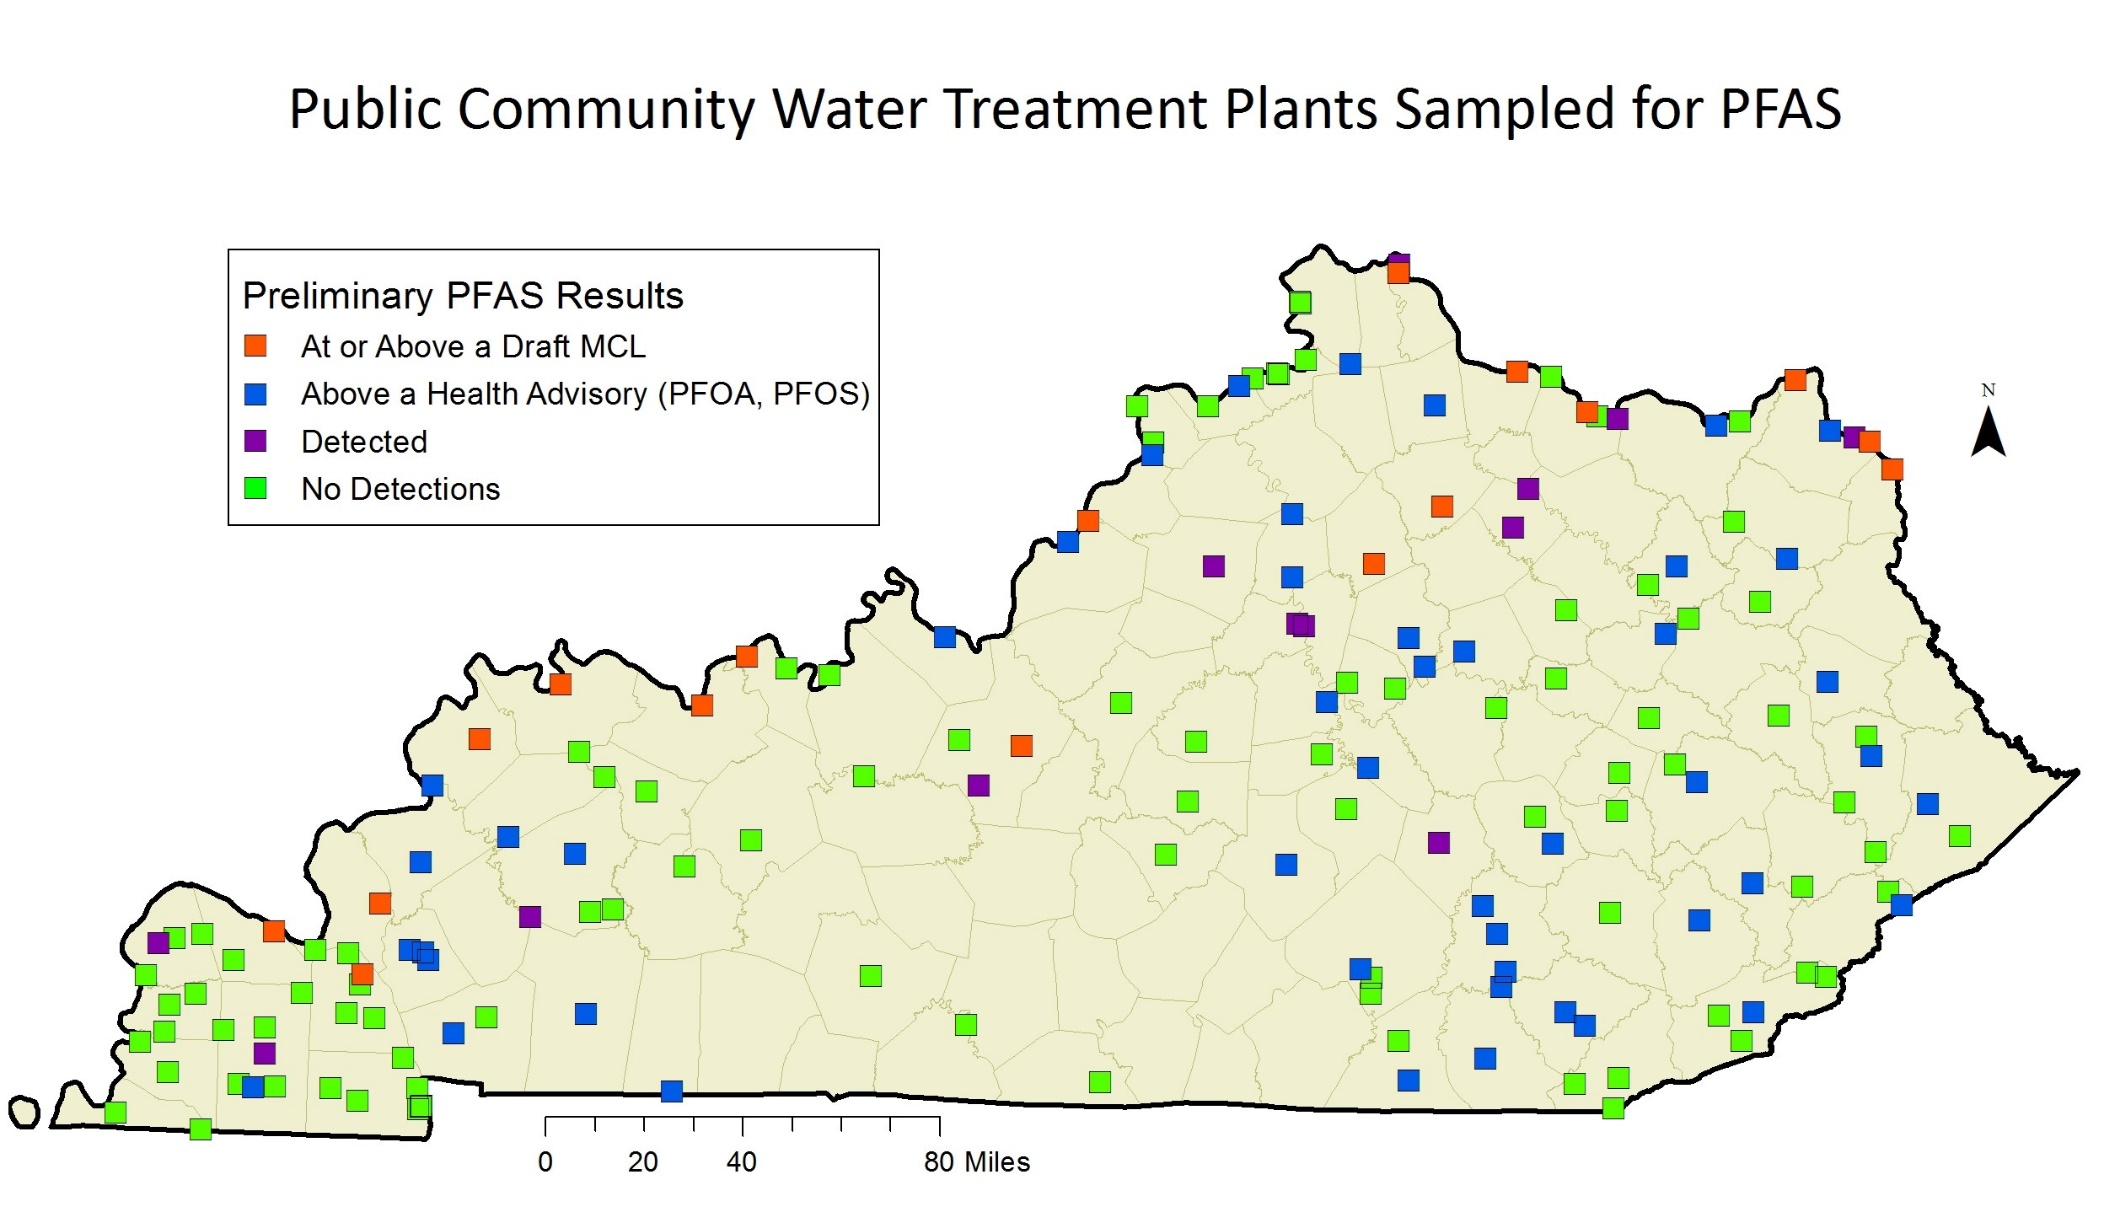 Public Community Water Treatment Plants Sampled for PFAS
Preliminary PFAS Results
At or Above a Draft MCL
Above a Health Advisory (PFOA, PFOS)
Detected
No Detections
N
0 20 40 80 Miles